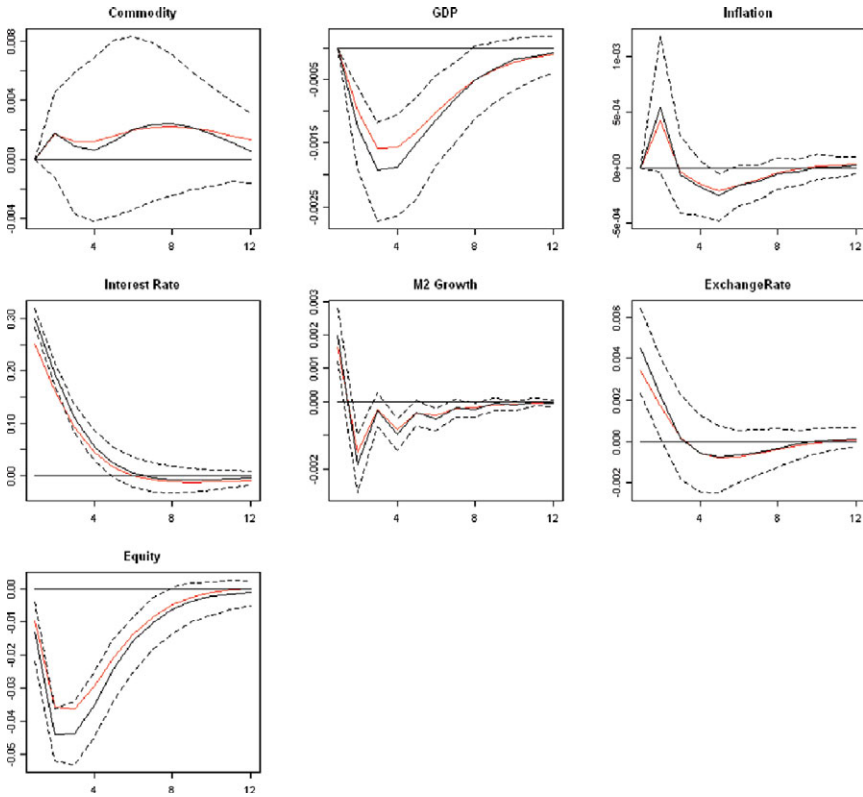 Commodity
0.008
0.004
0.000
-0.004
4 8 12
GDP
-0.0005
-0.0015
-0.0025
4 8 12
Inflation
1e-03
5e-04
0e+00
-5e-04
4 8 12
Interest Rate
0.30
0.20
0.10
0.00
4 8 12
M2 Growth
0.003
0.002
0.001
0.000
-0.002
4 8 12
ExchangeRate
0.006
0.004
0.002
0.000
-0.002
4 8 12
Equity
0.00
-0.01
-0.02
-0.03
-0.04
-0.05
4 8 12